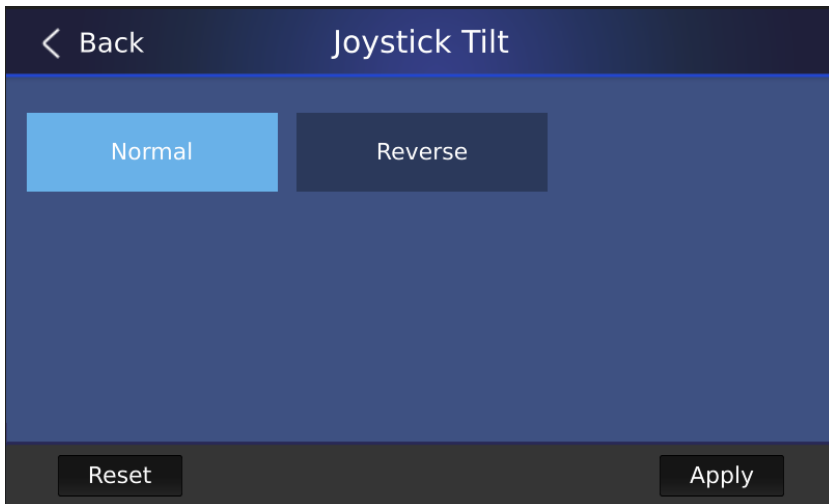 Back
Joystick Tilt
Normal
Reverse
Reset
Apply